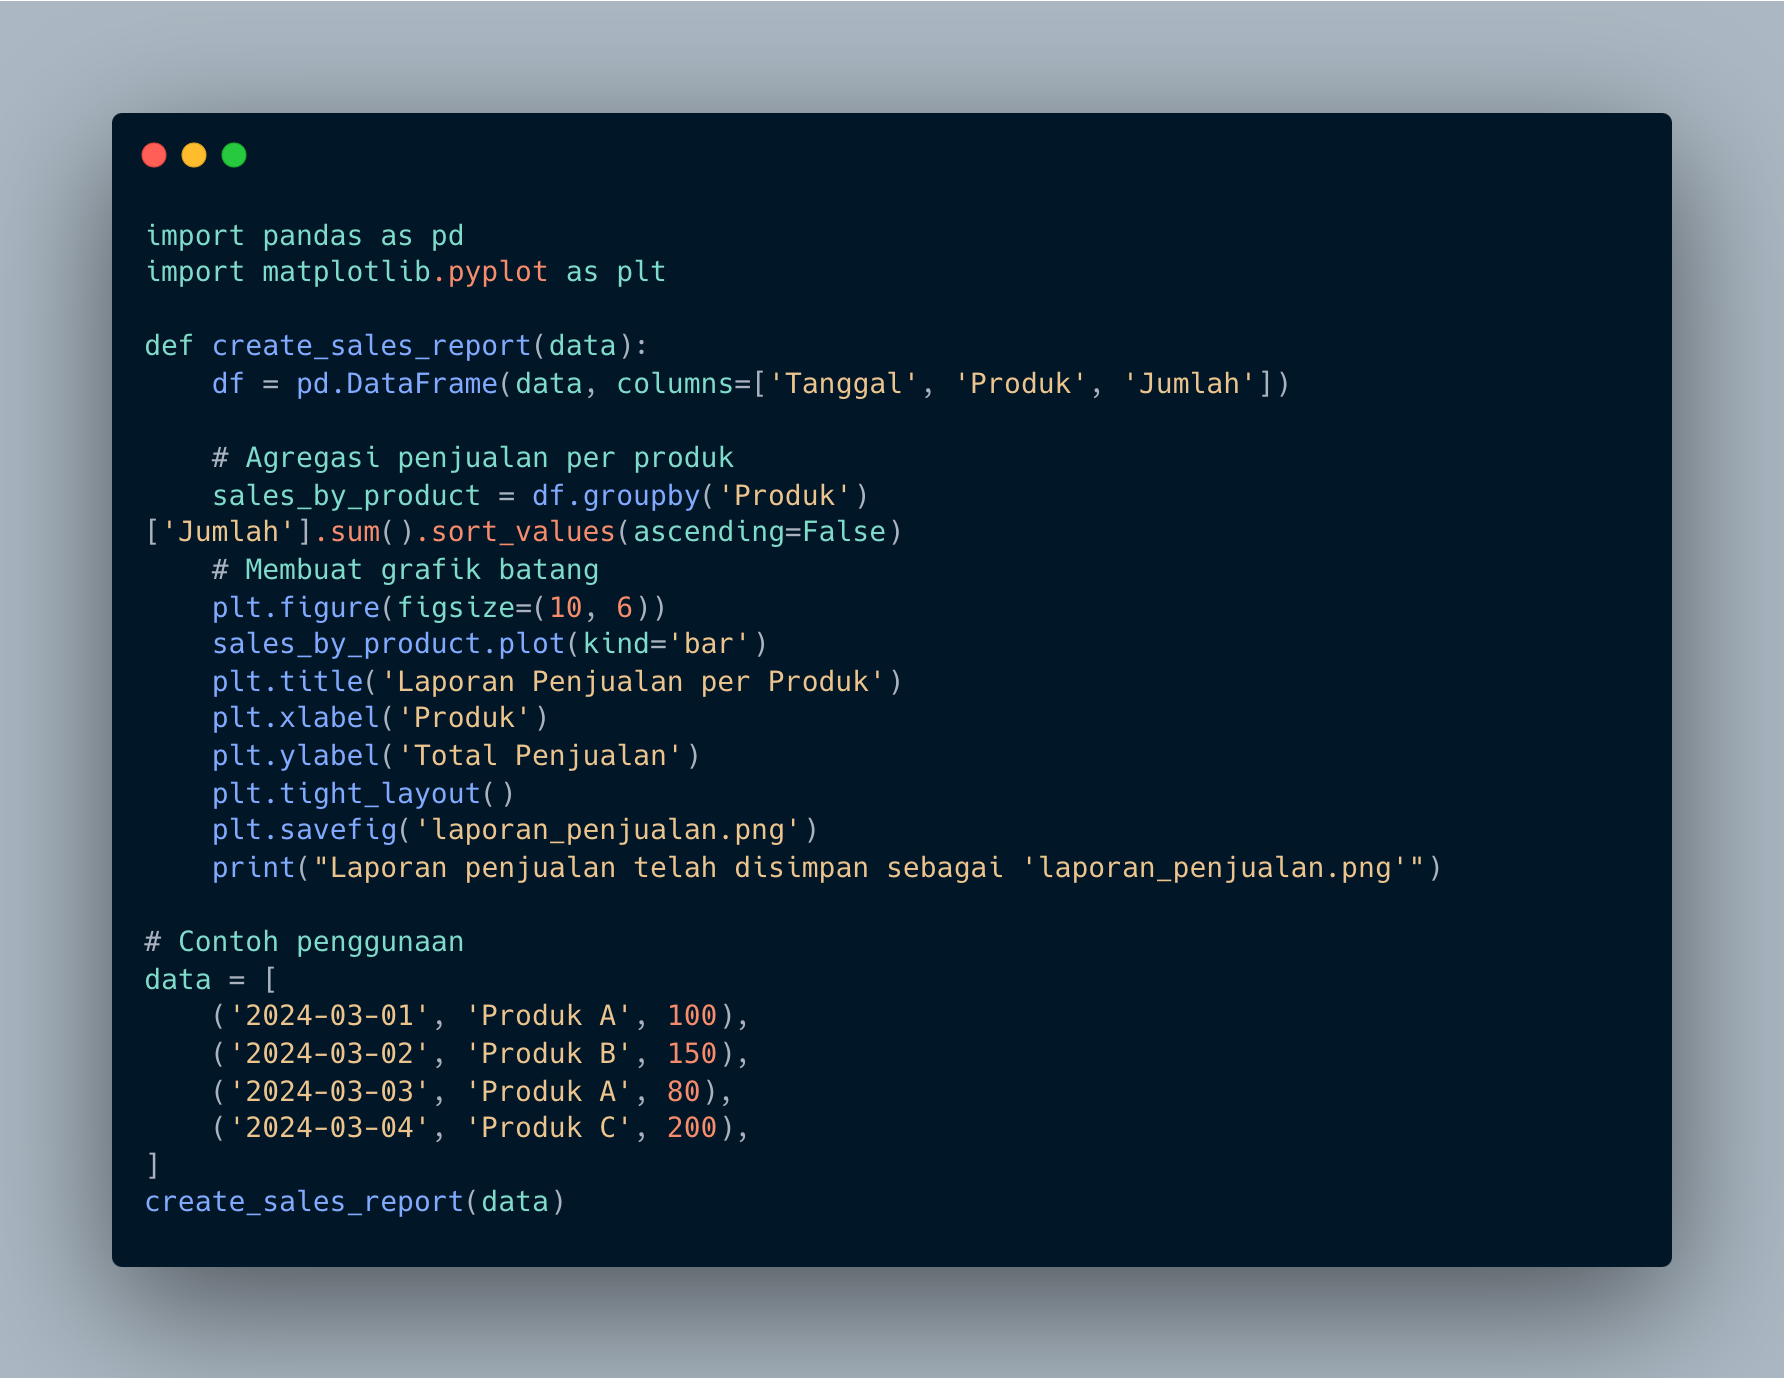 import pandas as pd
import matplotlib.pyplot as plt
def create_sales_report(data):
    df = pd.DataFrame(data, columns=['Tanggal', 'Produk', 'Jumlah'])
    # Agregasi penjualan per produk
    sales_by_product = df.groupby('Produk')
['Jumlah'].sum().sort_values(ascending=False)
    # Membuat grafik batang
    plt.figure(figsize=(10, 6))
    sales_by_product.plot(kind='bar')
    plt.title('Laporan Penjualan per Produk')
    plt.xlabel('Produk')
    plt.ylabel('Total Penjualan')
    plt.tight_layout()
    plt.savefig('laporan_penjualan.png')
    print("Laporan penjualan telah disimpan sebagai 'laporan_penjualan.png'")
# Contoh penggunaan
data = [
    ('2024-03-01', 'Produk A', 100),
    ('2024-03-02', 'Produk B', 150),
    ('2024-03-03', 'Produk A', 80),
    ('2024-03-04', 'Produk C', 200),
]
create_sales_report(data)